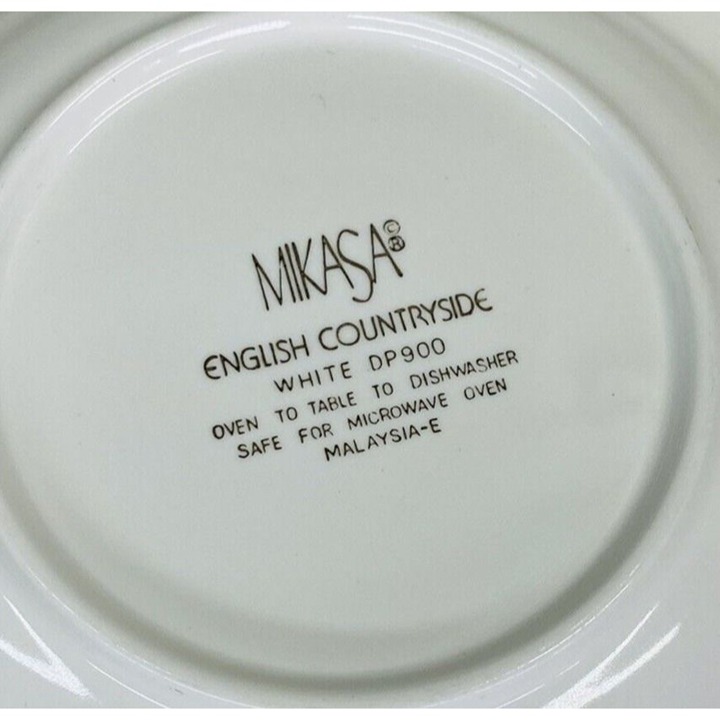 MIKASA©®
ENGLISH COUNTRYSIDE
WHITE DP900
OVEN TO TABLE TO DISHWASHER
SAFE FOR MICROWAVE OVEN
MALAYSIA-E